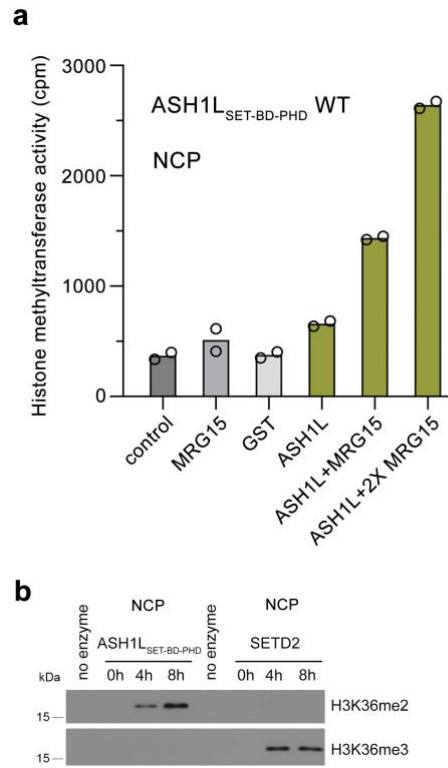 a
Histone methyltransferase activity (cpm)
3000
2000
1000
0
ASH1LSET-BD-PHD WT
NCP
control
MRG15
GST
ASH1L
ASH1L+MRG15
ASH1L+2X MRG15
b
no enzyme
NCP
ASH1LSET-BD-PHD
0h 4h 8h
no enzyme
NCP
SETD2
0h 4h 8h
kDa
15
H3K36me2
15
H3K36me3